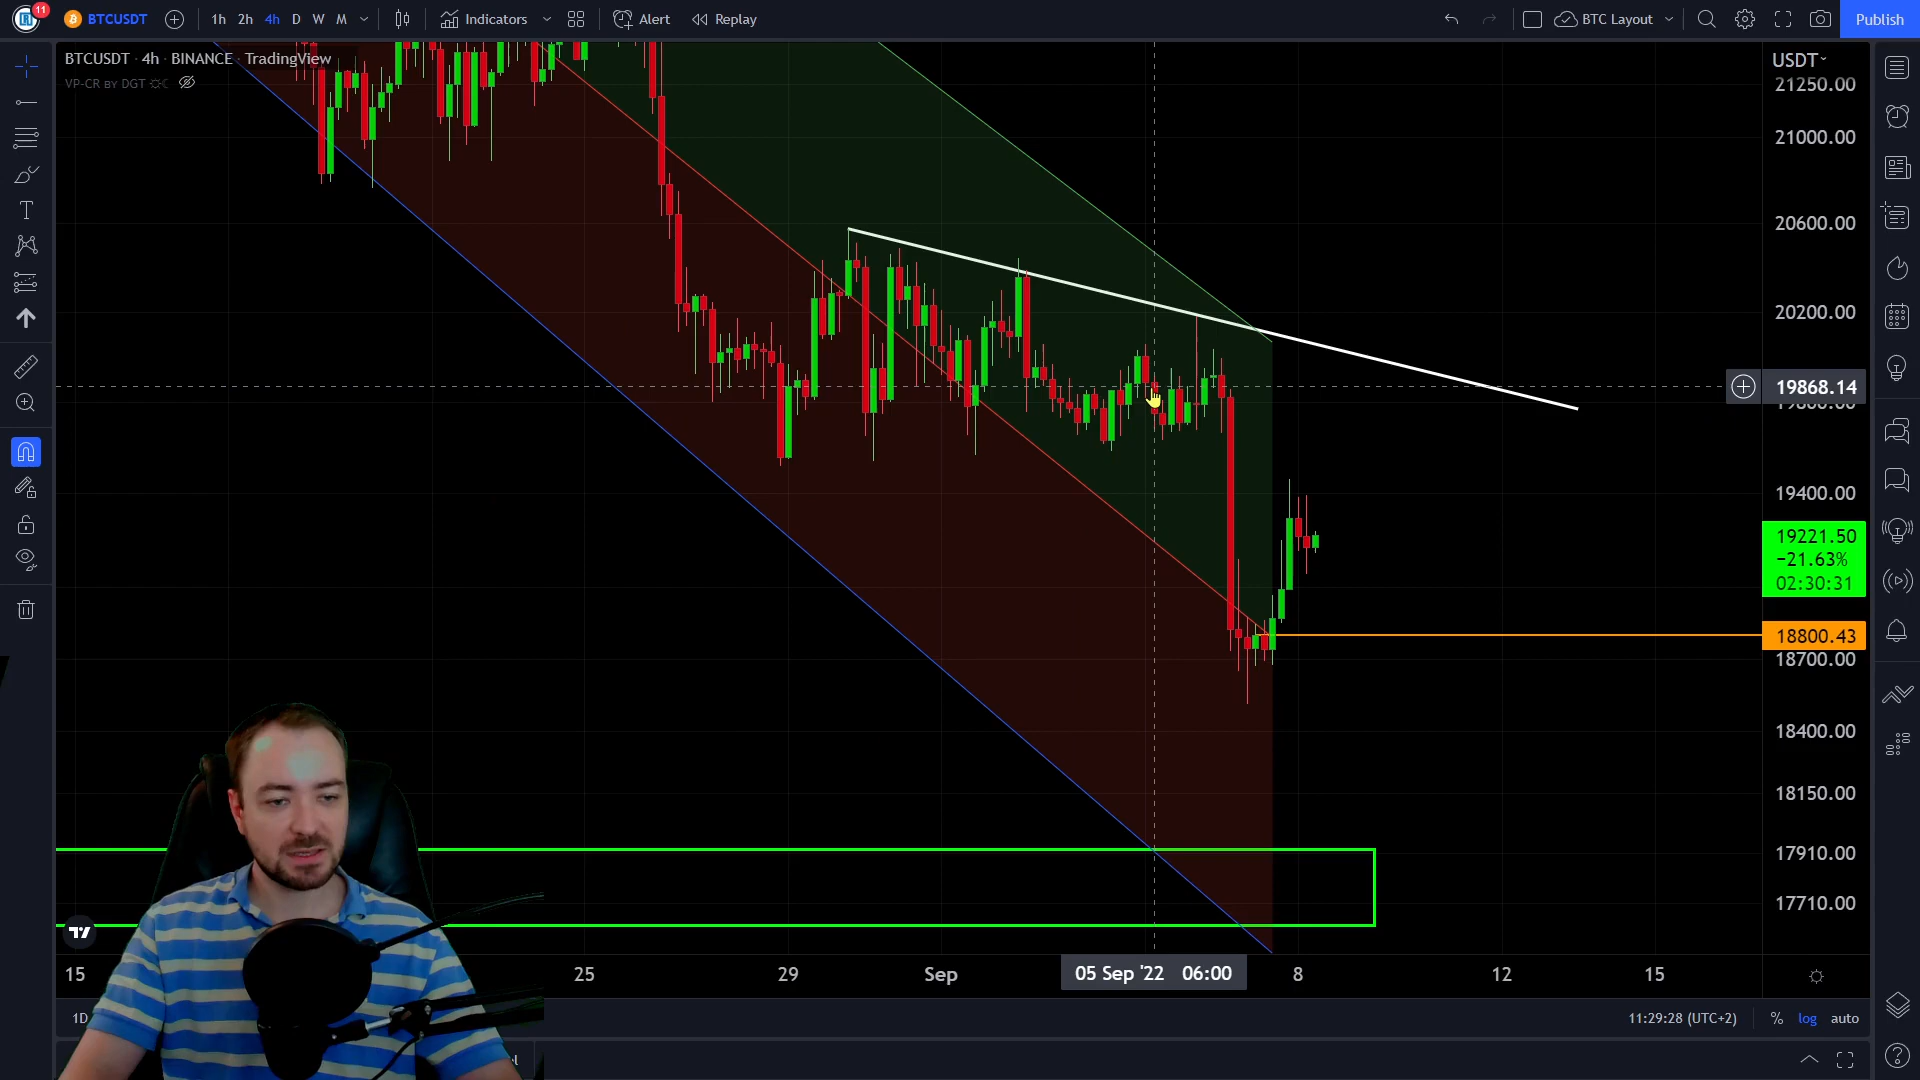 11
BTCUSDT
1h 2h 4h D W M
Indicators
Alert
Replay
BTC Layout
Publish
BTCUSDT · 4h · BINANCE · TradingView
VP-CR BY DGT
USDT
21250.00
21000.00
20600.00
20200.00
19868.14
19800.00
19400.00
19221.50
−21.63%
02:30:31
18800.43
18700.00
18400.00
18150.00
17910.00
17710.00
15 25 29 Sep 05 Sep '22 06:00 8 12 15
1D
11:29:28 (UTC+2) % log auto